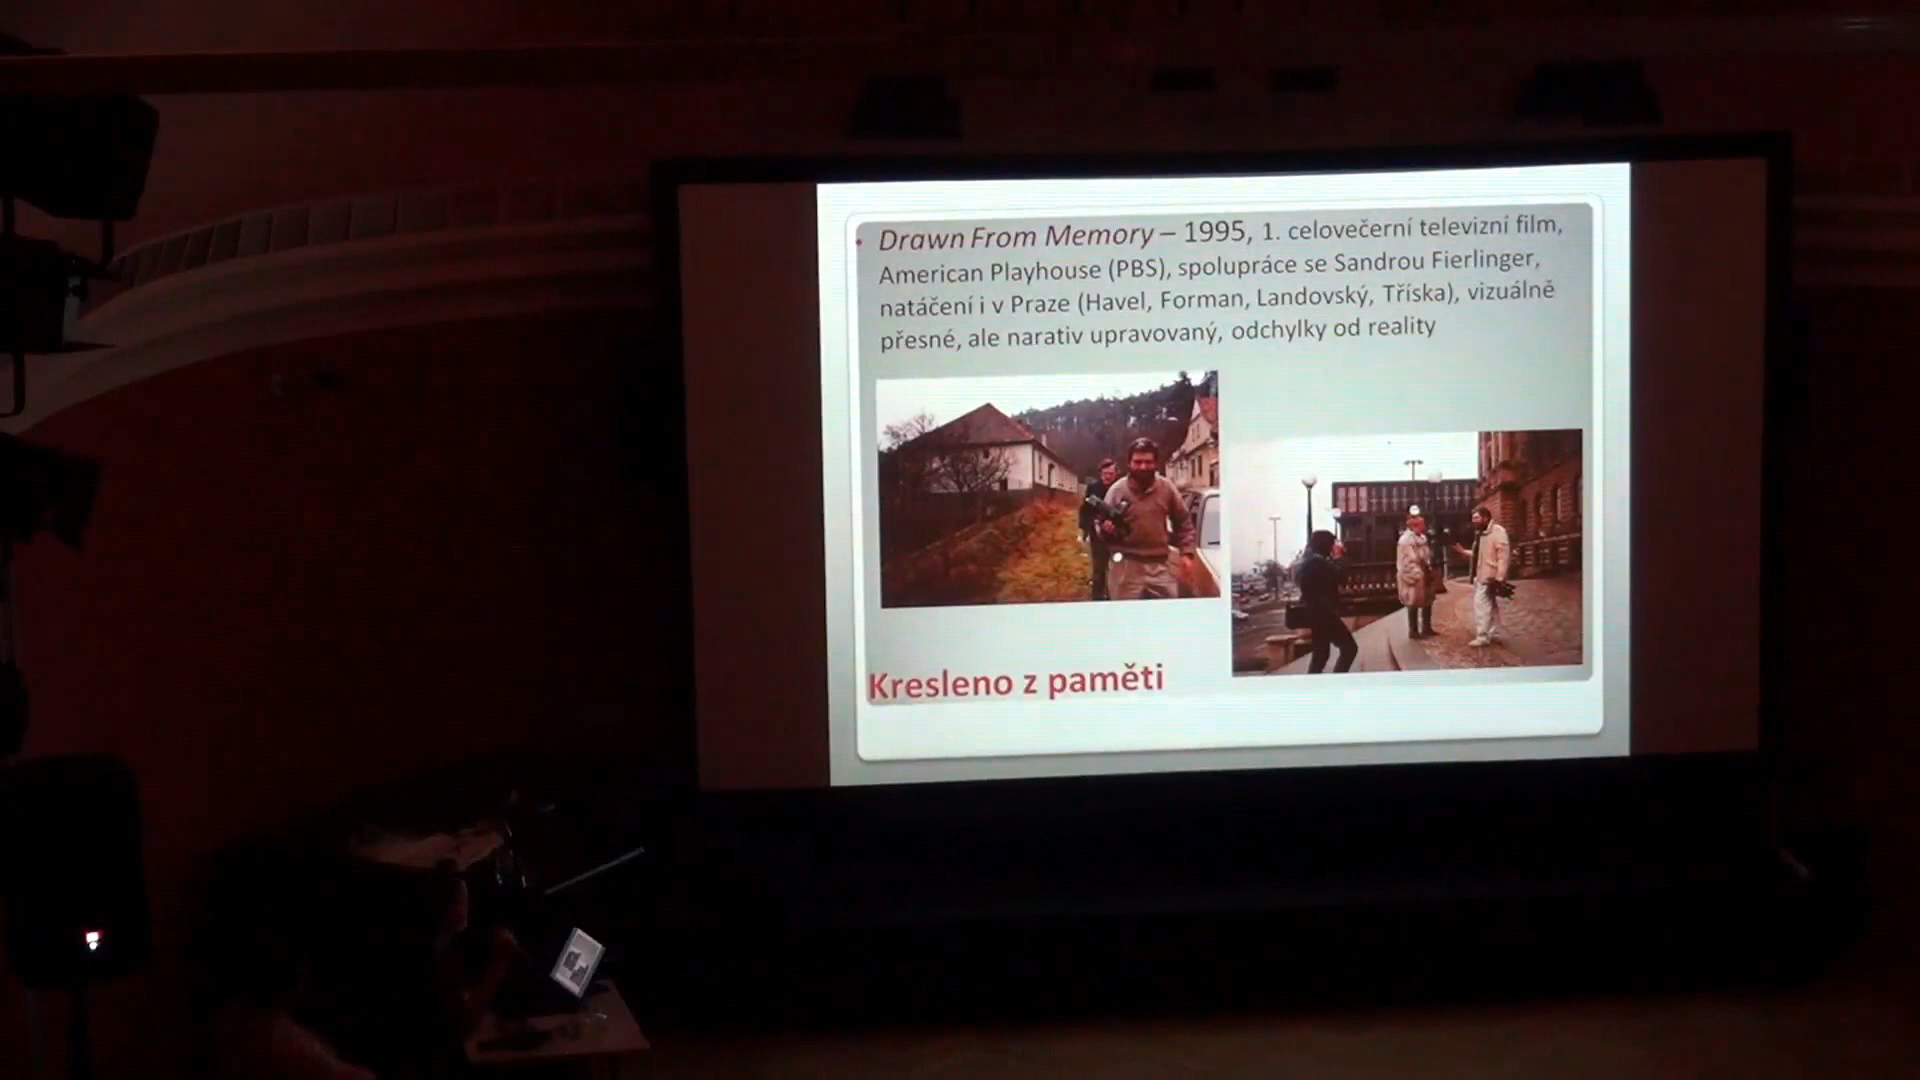 • Drawn From Memory – 1995, 1. celovečerní televizní film,
American Playhouse (PBS), spolupráce se Sandrou Fierlinger,
natáčení i v Praze (Havel, Forman, Landovský, Tříska), vizuálně
přesné, ale narativ upravovaný, odchylky od reality
Kresleno z paměti